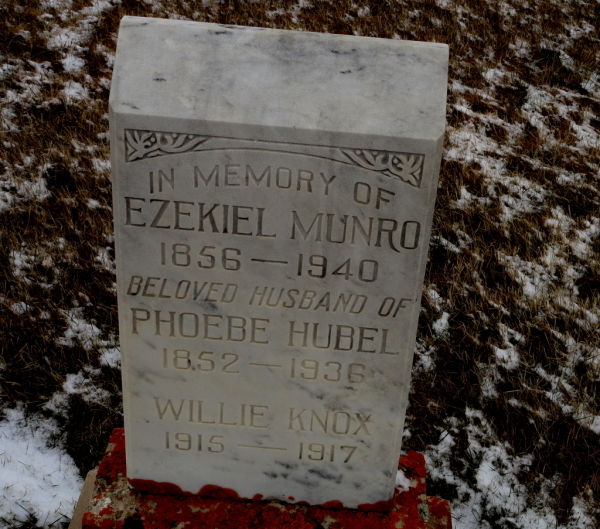 IN MEMORY OF
EZEKIEL MUNRO
1856 — 1940
BELOVED HUSBAND OF
PHOEBE HUBEL
1852 — 1936
WILLIE KNOX
1915 — 1917